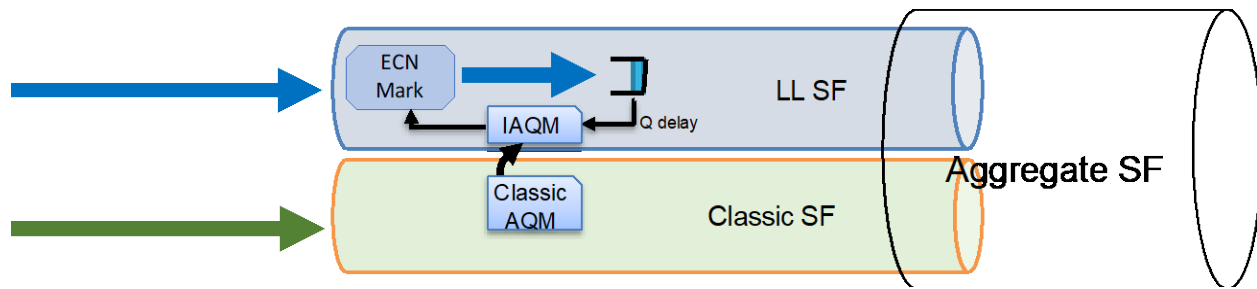 ECN
Mark
LL SF
IAQM
Q delay
Aggregate SF
Classic
AQM
Classic SF